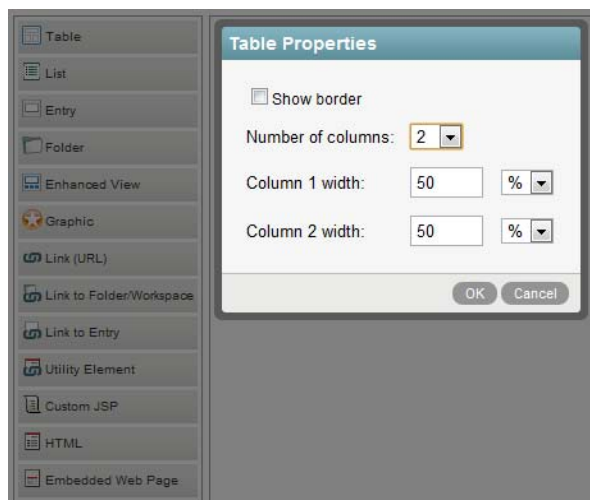 Table
List
Entry
Folder
Enhanced View
Graphic
Link (URL)
Link to Folder/Workspace
Link to Entry
Utility Element
Custom JSP
HTML
Embedded Web Page
Table Properties
Show border
Number of columns: 2
Column 1 width: 50 %
Column 2 width: 50 %
OK Cancel